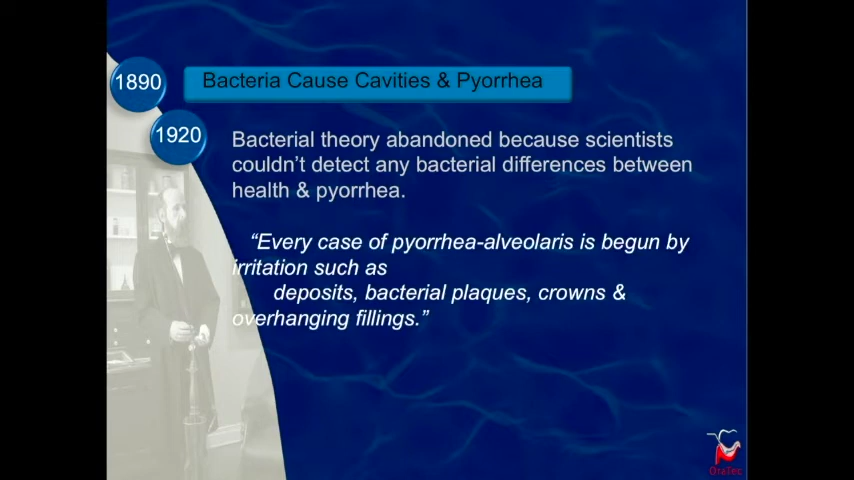 1890
Bacteria Cause Cavities & Pyorrhea
1920
Bacterial theory abandoned because scientists
couldn't detect any bacterial differences between
health & pyorrhea.
“Every case of pyorrhea-alveolaris is begun by
irritation such as
deposits, bacterial plaques, crowns &
overhanging fillings.”
OraTec